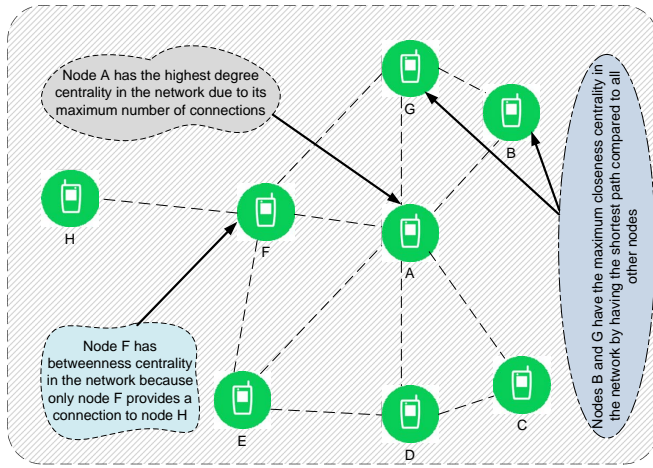 Node A has the highest degree
centrality in the network due to its
maximum number of connections
G
B
H
F
A
Node F has
betweenness centrality
in the network because
only node F provides a
connection to node H
E
D
C
Nodes B and G have the maximum closeness centrality in
the network by having the shortest path compared to all
other nodes